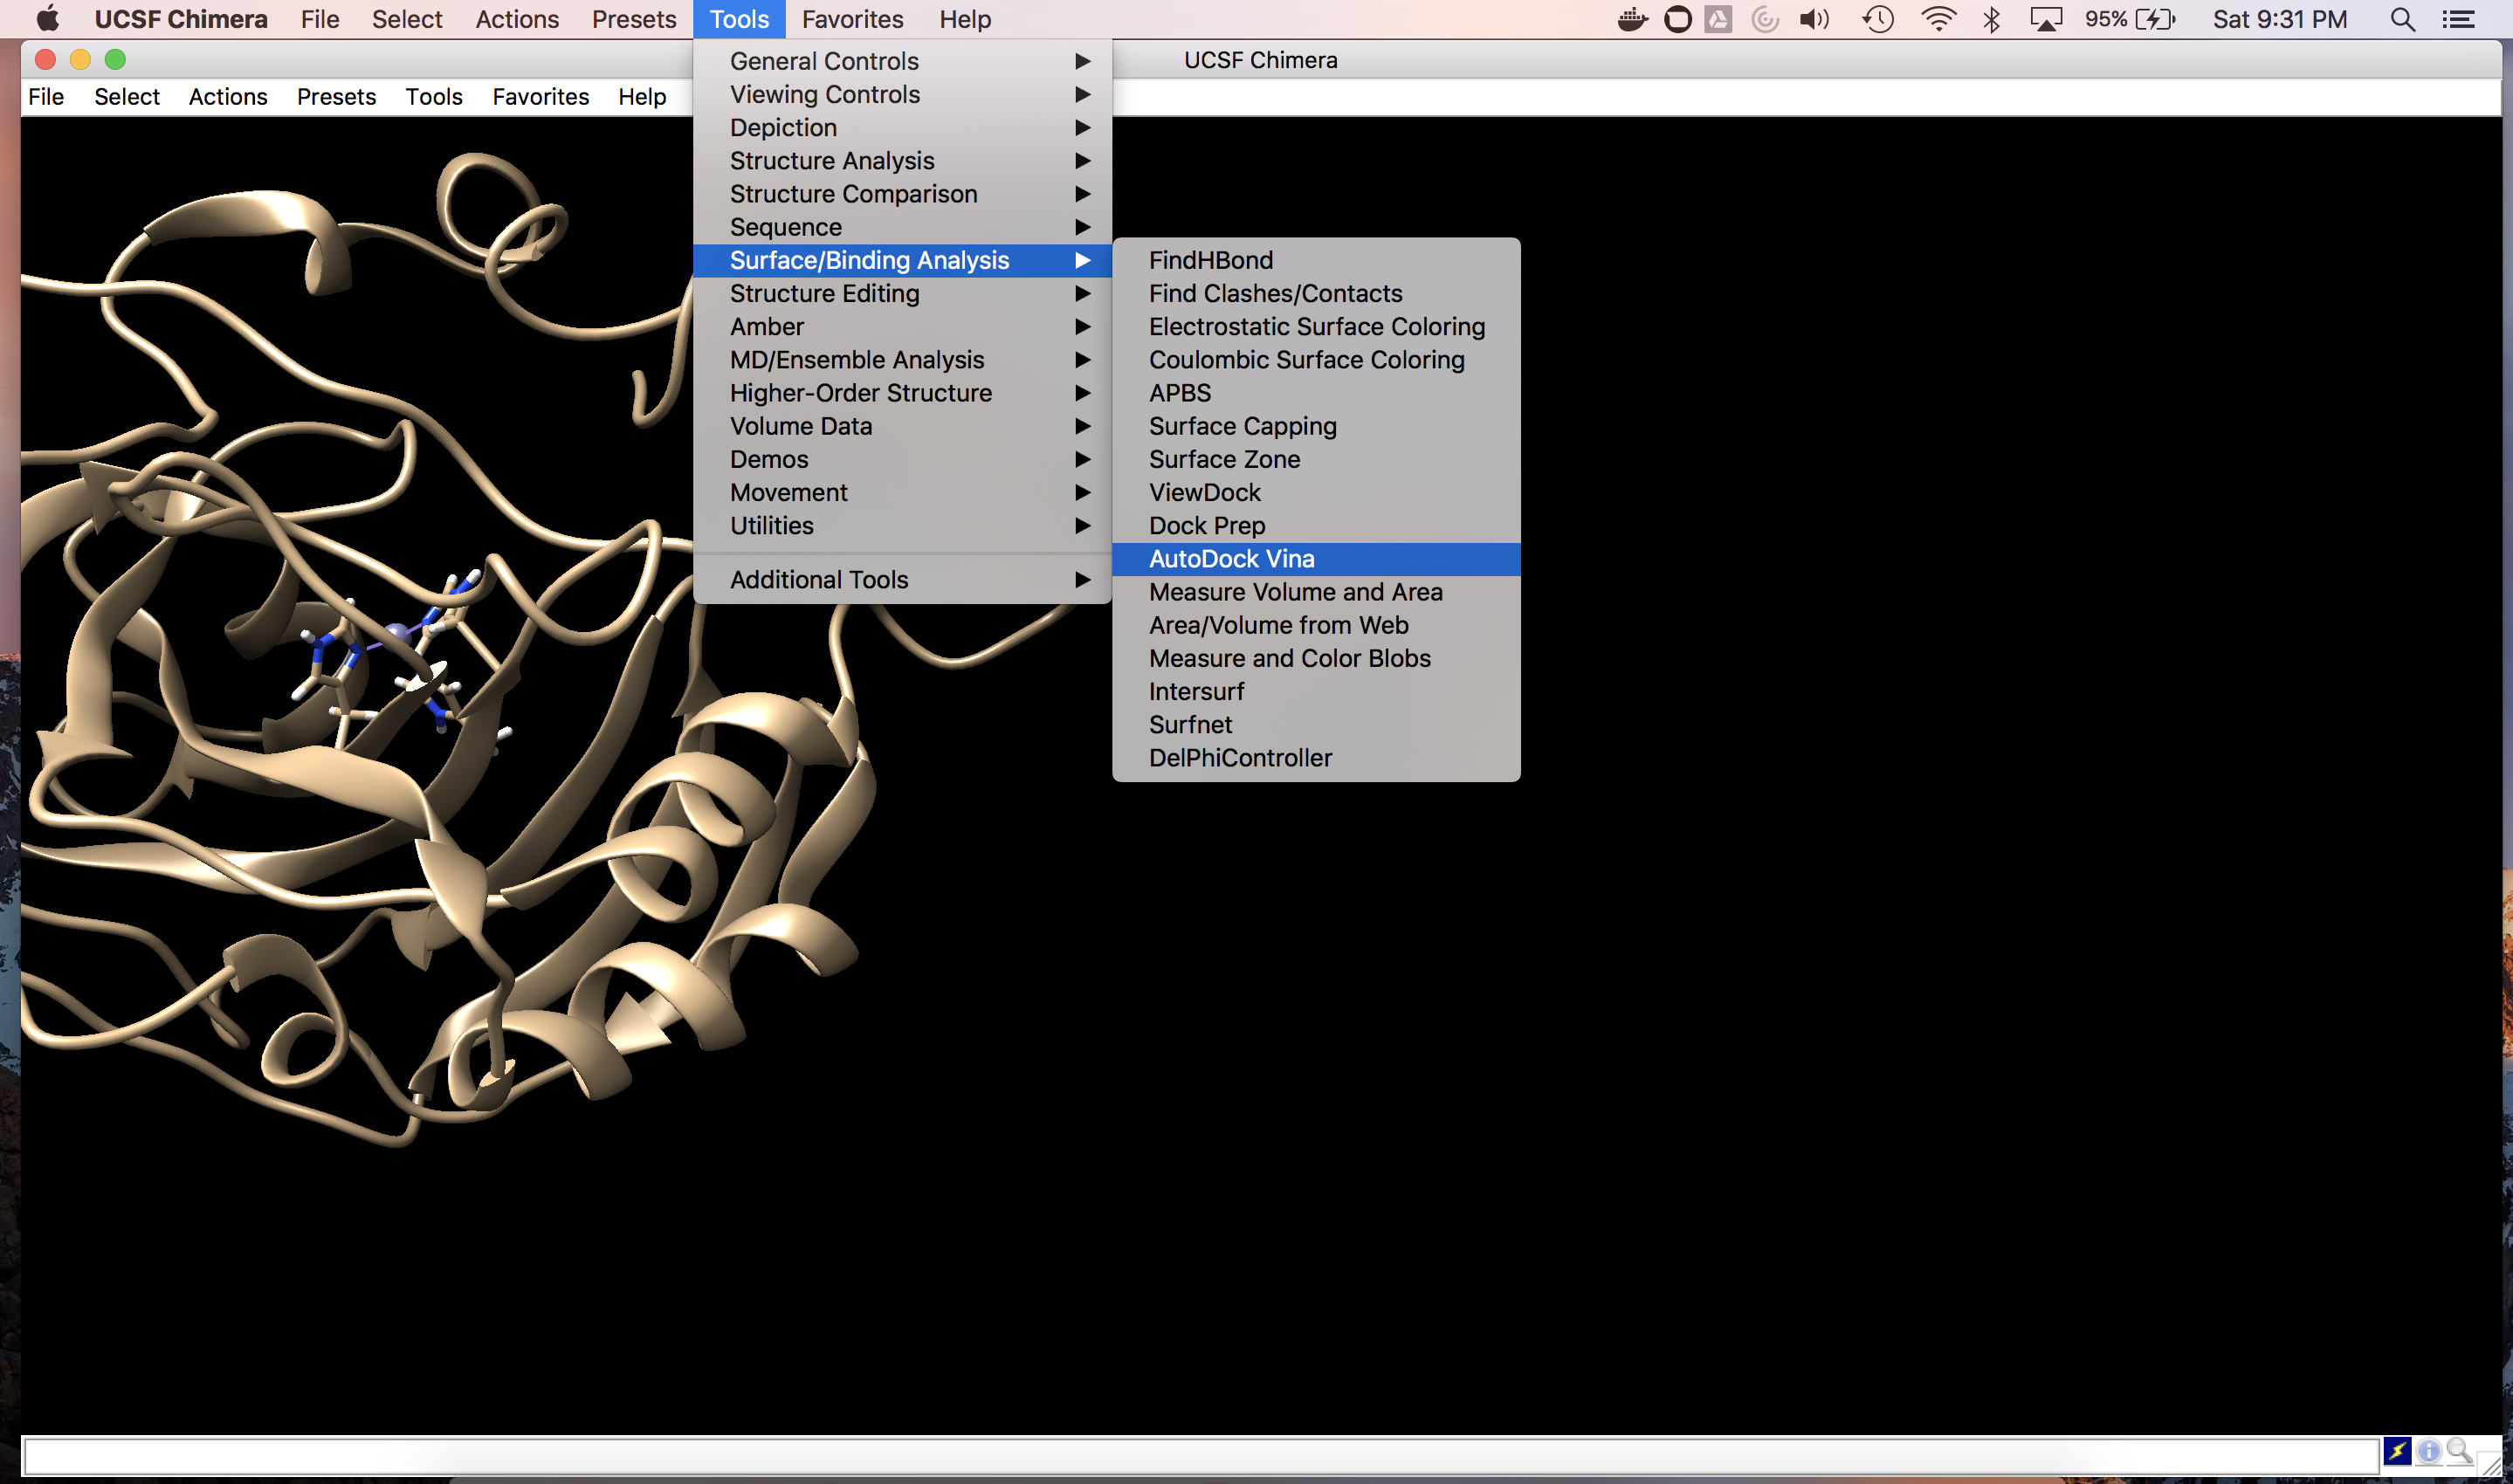 UCSF Chimera File Select Actions Presets Tools Favorites Help 95% Sat 9:31 PM
UCSF Chimera
File Select Actions Presets Tools Favorites Help
General Controls
Viewing Controls
Depiction
Structure Analysis
Structure Comparison
Sequence
Surface/Binding Analysis
Structure Editing
Amber
MD/Ensemble Analysis
Higher-Order Structure
Volume Data
Demos
Movement
Utilities
Additional Tools
FindHBond
Find Clashes/Contacts
Electrostatic Surface Coloring
Coulombic Surface Coloring
APBS
Surface Capping
Surface Zone
ViewDock
Dock Prep
AutoDock Vina
Measure Volume and Area
Area/Volume from Web
Measure and Color Blobs
Intersurf
Surfnet
DelPhiController